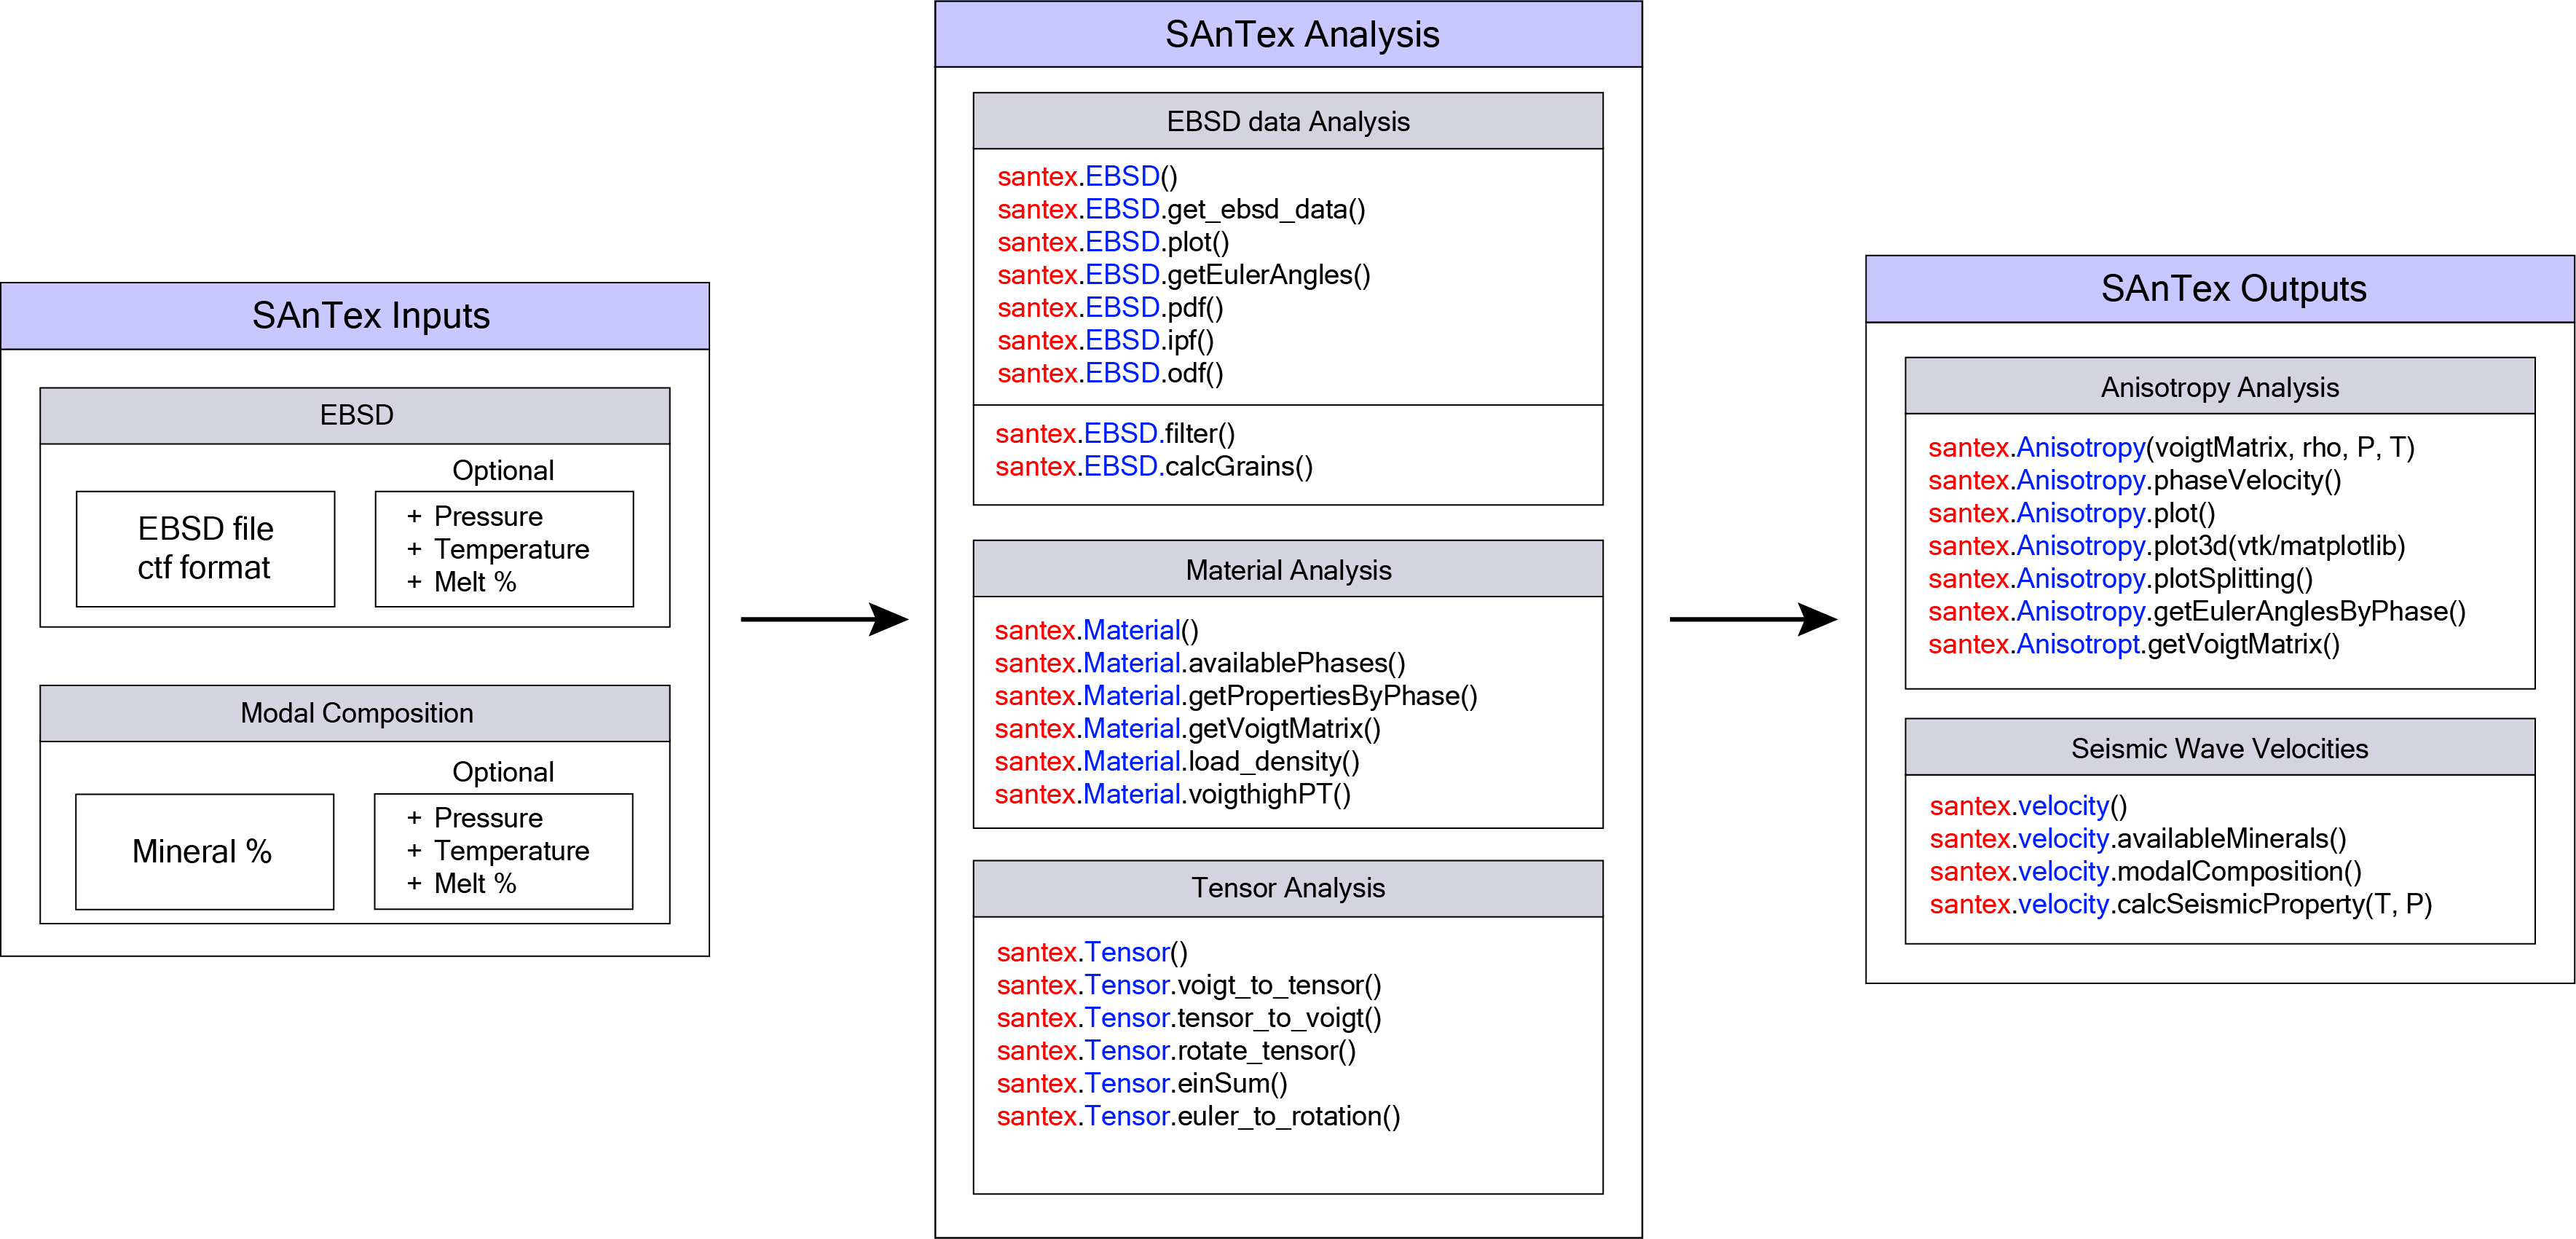 SAnTex Inputs
EBSD
EBSD file
ctf format
Optional
+ Pressure
+ Temperature
+ Melt %
Modal Composition
Mineral %
Optional
+ Pressure
+ Temperature
+ Melt %
SAnTex Analysis
EBSD data Analysis
santex.EBSD()
santex.EBSD.get_ebsd_data()
santex.EBSD.plot()
santex.EBSD.getEulerAngles()
santex.EBSD.pdf()
santex.EBSD.ipf()
santex.EBSD.odf()
santex.EBSD.filter()
santex.EBSD.calcGrains()
Material Analysis
santex.Material()
santex.Material.availablePhases()
santex.Material.getPropertiesByPhase()
santex.Material.getVoigtMatrix()
santex.Material.load_density()
santex.Material.voigthighPT()
Tensor Analysis
santex.Tensor()
santex.Tensor.voigt_to_tensor()
santex.Tensor.tensor_to_voigt()
santex.Tensor.rotate_tensor()
santex.Tensor.einSum()
santex.Tensor.euler_to_rotation()
SAnTex Outputs
Anisotropy Analysis
santex.Anisotropy(voigtMatrix, rho, P, T)
santex.Anisotropy.phaseVelocity()
santex.Anisotropy.plot()
santex.Anisotropy.plot3d(vtk/matplotlib)
santex.Anisotropy.plotSplitting()
santex.Anisotropy.getEulerAnglesByPhase()
santex.Anisotropt.getVoigtMatrix()
Seismic Wave Velocities
santex.velocity()
santex.velocity.availableMinerals()
santex.velocity.modalComposition()
santex.velocity.calcSeismicProperty(T, P)